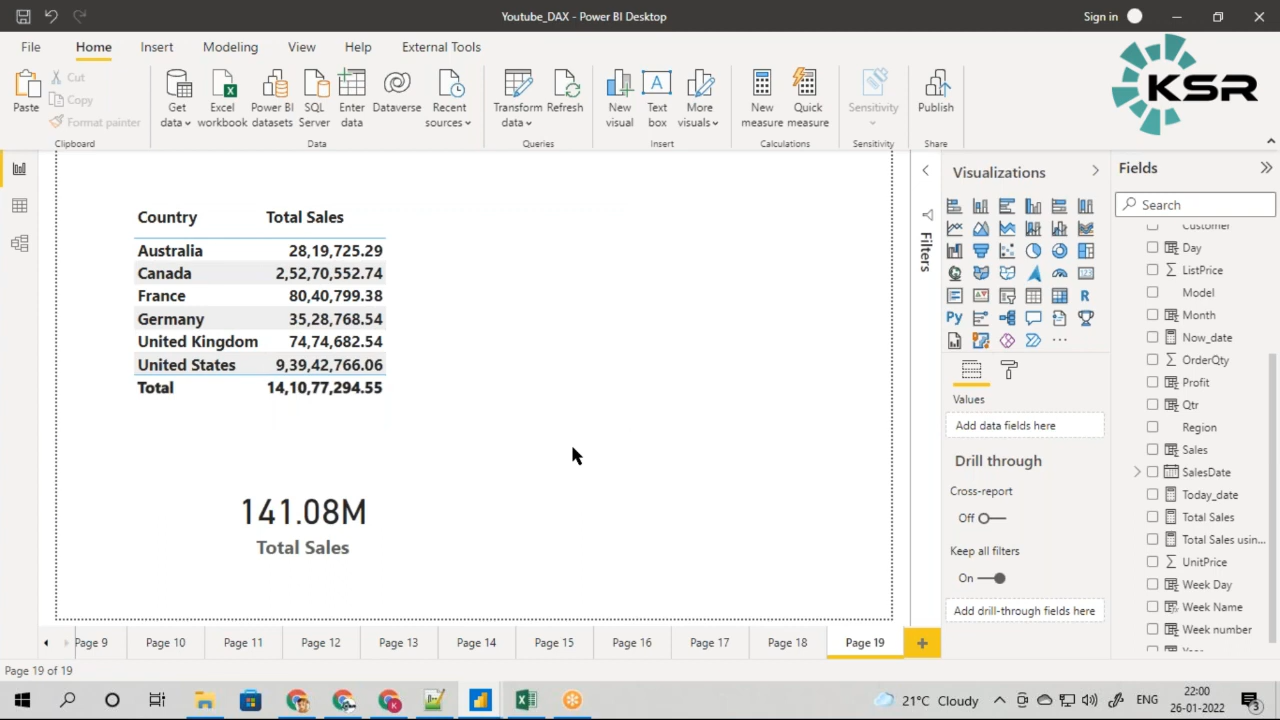 Youtube_DAX - Power BI Desktop
Sign in
File Home Insert Modeling View Help External Tools
KSR
Paste
Cut
Copy
Format painter
Clipboard
Get data
Excel workbook
Power BI datasets
SQL Server
Enter data
Dataverse
Recent sources
Data
Transform data
Refresh
Queries
New visual
Text box
More visuals
Insert
New measure
Quick measure
Calculations
Sensitivity
Sensitivity
Publish
Share
Country Total Sales
Australia 28,19,725.29
Canada 2,52,70,552.74
France 80,40,799.38
Germany 35,28,768.54
United Kingdom 74,74,682.54
United States 9,39,42,766.06
Total 14,10,77,294.55
141.08M
Total Sales
Filters
Visualizations
R
Py
123
Values
Add data fields here
Drill through
Cross-report
Off
Keep all filters
On
Add drill-through fields here
Fields
Search
Customer
Day
ListPrice
Model
Month
Now_date
OrderQty
Profit
Qtr
Region
Sales
SalesDate
Today_date
Total Sales
Total Sales usin...
UnitPrice
Week Day
Week Name
Week number
Year
Page 9 Page 10 Page 11 Page 12 Page 13 Page 14 Page 15 Page 16 Page 17 Page 18 Page 19
Page 19 of 19
21°C Cloudy
ENG
22:00
26-01-2022
3